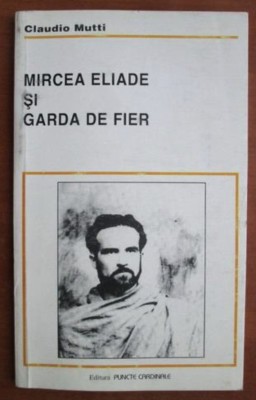 Claudio Mutti
MIRCEA ELIADE
ŞI
GARDA DE FIER
Editura PUNCTE CARDINALE